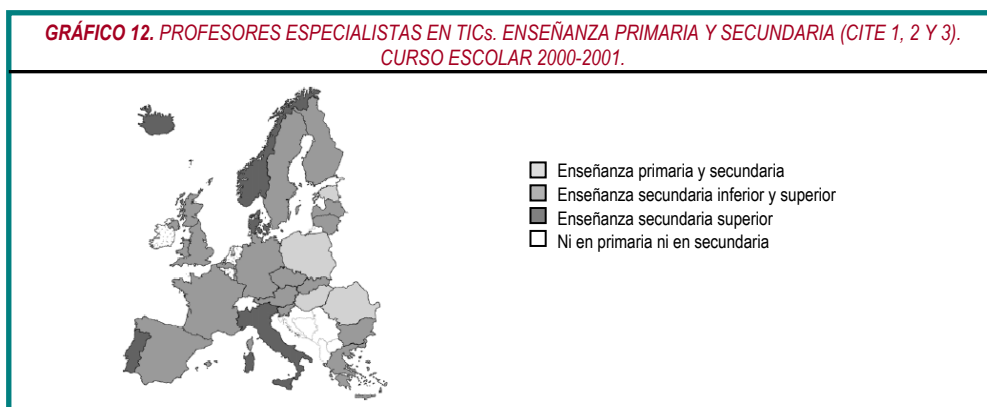 GRÁFICO 12. PROFESORES ESPECIALISTAS EN TICs. ENSEÑANZA PRIMARIA Y SECUNDARIA (CITE 1, 2 Y 3).
CURSO ESCOLAR 2000-2001.
Enseñanza primaria y secundaria
Enseñanza secundaria inferior y superior
Enseñanza secundaria superior
Ni en primaria ni en secundaria